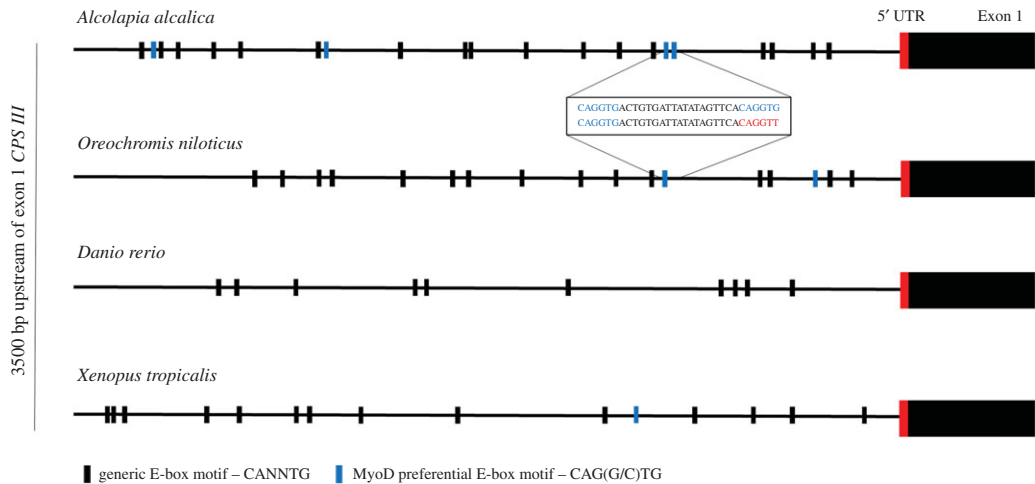 Alcolapia alcalica
5′ UTR Exon 1
CAGGTGACTGTGATTATATAGTTCACAGGTG
CAGGTGACTGTGATTATATAGTTCACAGGTT
Oreochromis niloticus
Danio rerio
Xenopus tropicalis
3500 bp upstream of exon 1 CPS III
generic E-box motif – CANNTG MyoD preferential E-box motif – CAG(G/C)TG